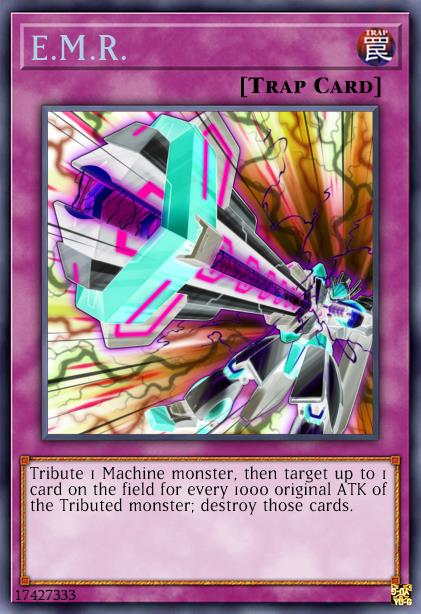 E.M.R.
TRAP
罠
[TRAP CARD]
Tribute 1 Machine monster, then target up to 1
card on the field for every 1000 original ATK of
the Tributed monster; destroy those cards.
17427333